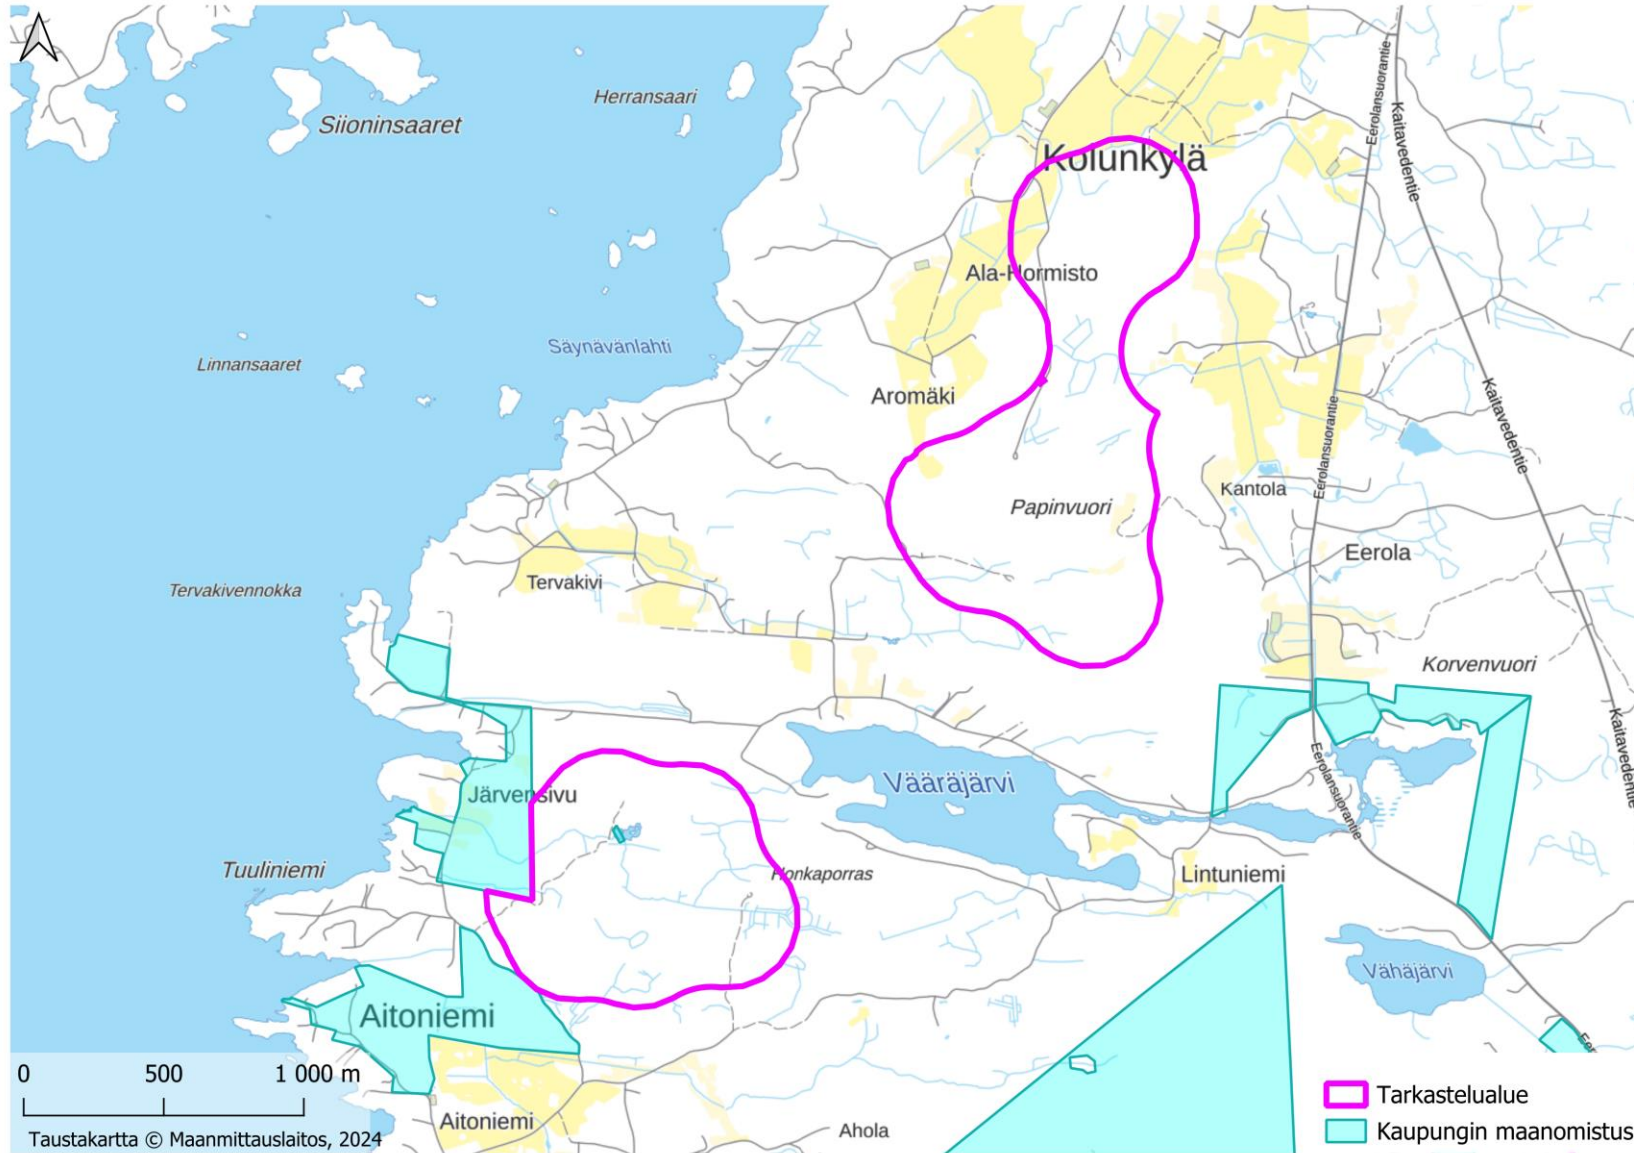 Herransaari
Siioninsaaret
Eerolansuorantie
Kaitavedentie
Kolunkylä
Ala-Hormisto
Säynävänlahti
Linnansaaret
Aromäki
Kaitavedentie
Eerolansuorantie
Kantola
Papinvuori
Eerola
Tervakivi
Tervakivennokka
Korvenvuori
Kaitavedentie
Eerolansuorantie
Vääräjärvi
Järvensivu
Tuuliniemi
Honkaporras
Lintuniemi
Vähäjärvi
Aitoniemi
Eer
0 500 1 000 m
Tarkastelualue
Aitoniemi
Ahola
Kaupungin maanomistus
Taustakartta © Maanmittauslaitos, 2024